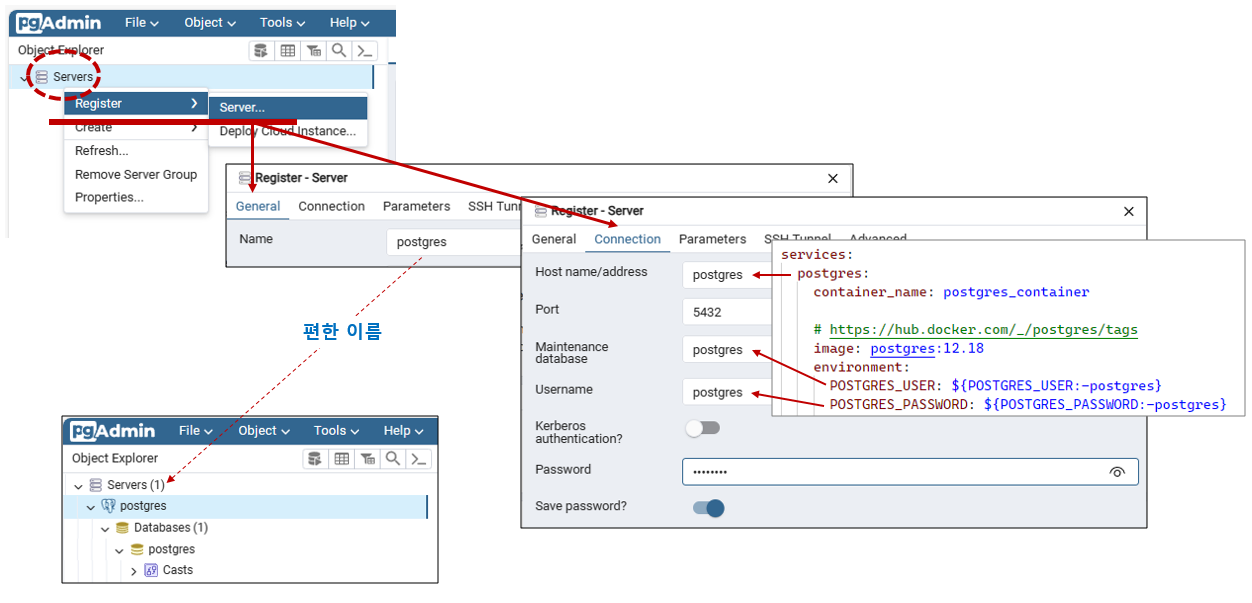 pgAdmin File Object Tools Help
Object Explorer
Servers
Register
Server...
Create
Deploy Cloud Instance...
Refresh...
Remove Server Group
Properties...
Register - Server
General Connection Parameters SSH Tunn
Name
postgres
Register - Server
General Connection Parameters SSH Tunnel Advanced
Host name/address
postgres
Port
5432
Maintenance
database
postgres
Username
postgres
Kerberos
authentication?
Password
••••••••
Save password?
services:
postgres:
container_name: postgres_container
# https://hub.docker.com/_/postgres/tags
image: postgres:12.18
environment:
POSTGRES_USER: ${POSTGRES_USER:-postgres}
POSTGRES_PASSWORD: ${POSTGRES_PASSWORD:-postgres}
편한 이름
pgAdmin File Object Tools Help
Object Explorer
Servers (1)
postgres
Databases (1)
postgres
Casts